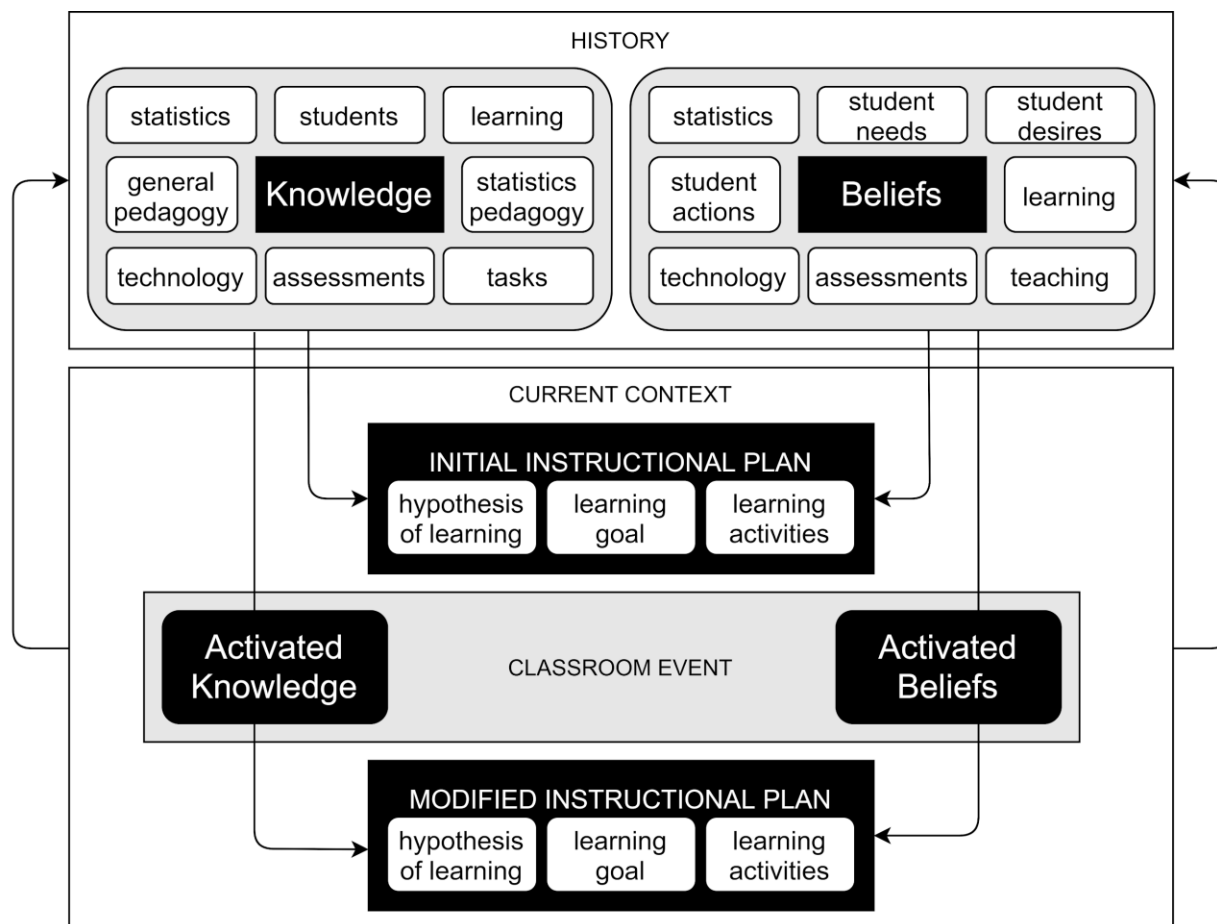 HISTORY
statistics
students
learning
general
pedagogy
Knowledge
statistics
pedagogy
technology
assessments
tasks
statistics
student
needs
student
desires
student
actions
Beliefs
learning
technology
assessments
teaching
CURRENT CONTEXT
INITIAL INSTRUCTIONAL PLAN
hypothesis
of learning
learning
goal
learning
activities
Activated
Knowledge
CLASSROOM EVENT
Activated
Beliefs
MODIFIED INSTRUCTIONAL PLAN
hypothesis
of learning
learning
goal
learning
activities